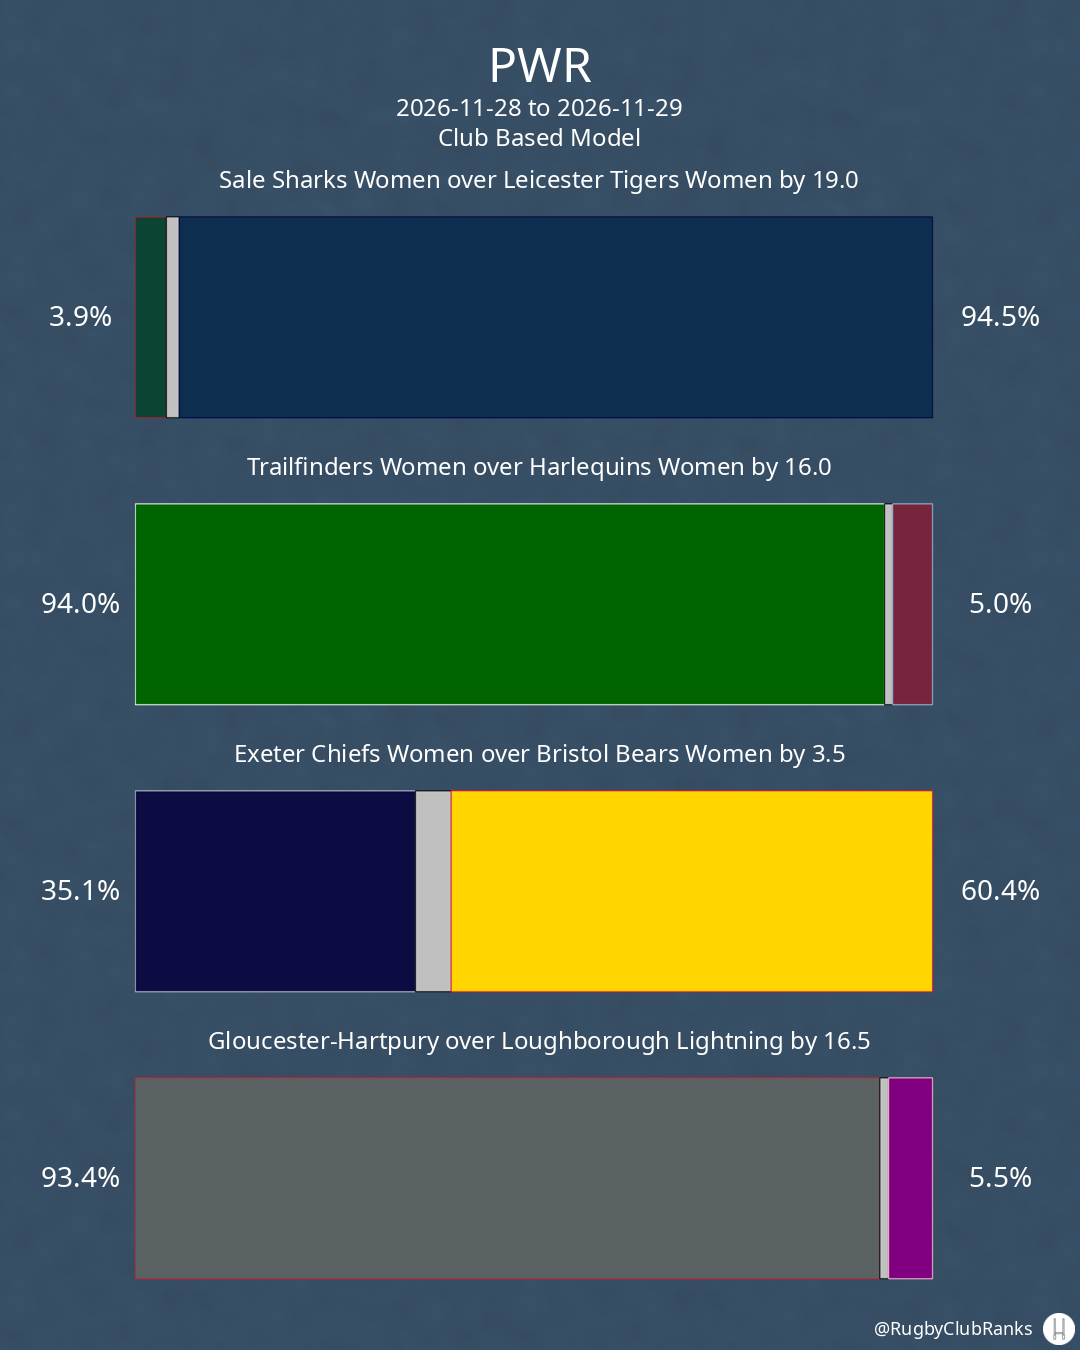 PWR
2026-11-28 to 2026-11-29
Club Based Model
Sale Sharks Women over Leicester Tigers Women by 19.0
3.9%
94.5%
Trailfinders Women over Harlequins Women by 16.0
94.0%
5.0%
Exeter Chiefs Women over Bristol Bears Women by 3.5
35.1%
60.4%
Gloucester-Hartpury over Loughborough Lightning by 16.5
93.4%
5.5%
@RugbyClubRanks